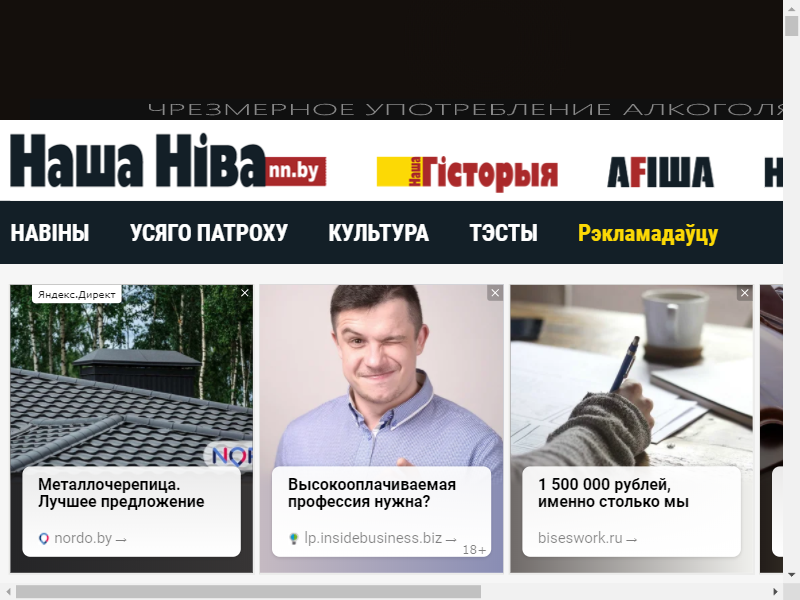 ЧРЕЗМЕРНОЕ УПОТРЕБЛЕНИЕ АЛКОГОЛЯ
Наша Ніва nn.by
Наша Гісторыя
АFІША
Н
НАВІНЫ УСЯГО ПАТРОХУ КУЛЬТУРА ТЭСТЫ Рэкламадаўцу
Яндекс.Директ
NOR
Металлочерепица.
Лучшее предложение
nordo.by →
Высокооплачиваемая
профессия нужна?
lp.insidebusiness.biz →
18+
1 500 000 рублей,
именно столько мы
biseswork.ru →